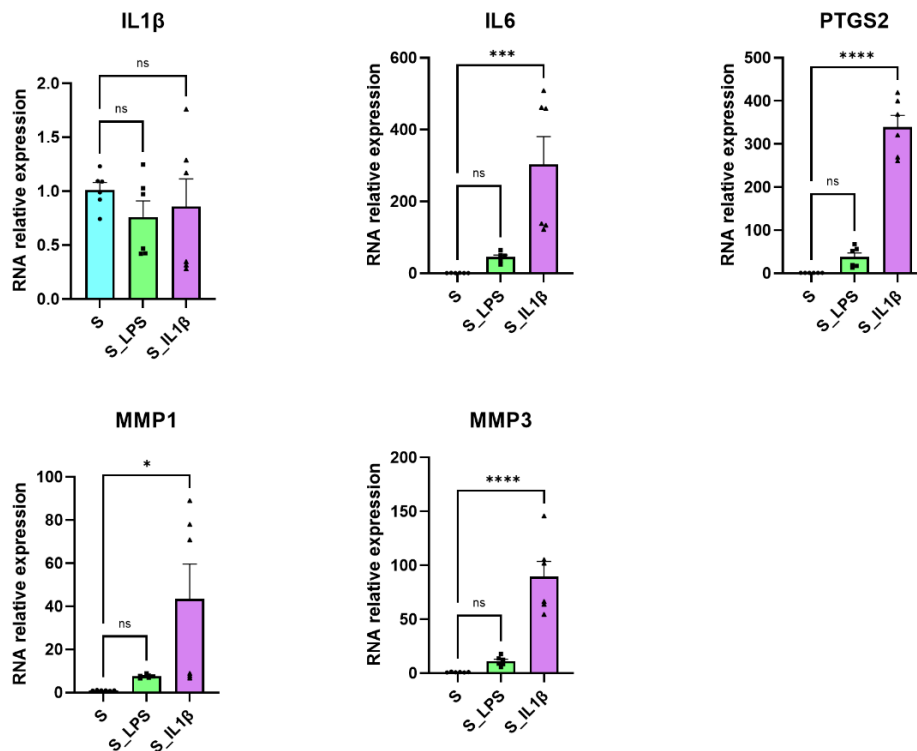 IL1β
RNA relative expression
2.0
1.5
1.0
0.5
0.0
ns
ns
S
S_LPS
S_IL1β
IL6
RNA relative expression
600
400
200
0
***
ns
S
S_LPS
S_IL1β
PTGS2
RNA relative expression
500
400
300
200
100
0
****
ns
S
S_LPS
S_IL1β
MMP1
RNA relative expression
100
80
60
40
20
0
*
ns
S
S_LPS
S_IL1β
MMP3
RNA relative expression
200
150
100
50
0
****
ns
S
S_LPS
S_IL1β